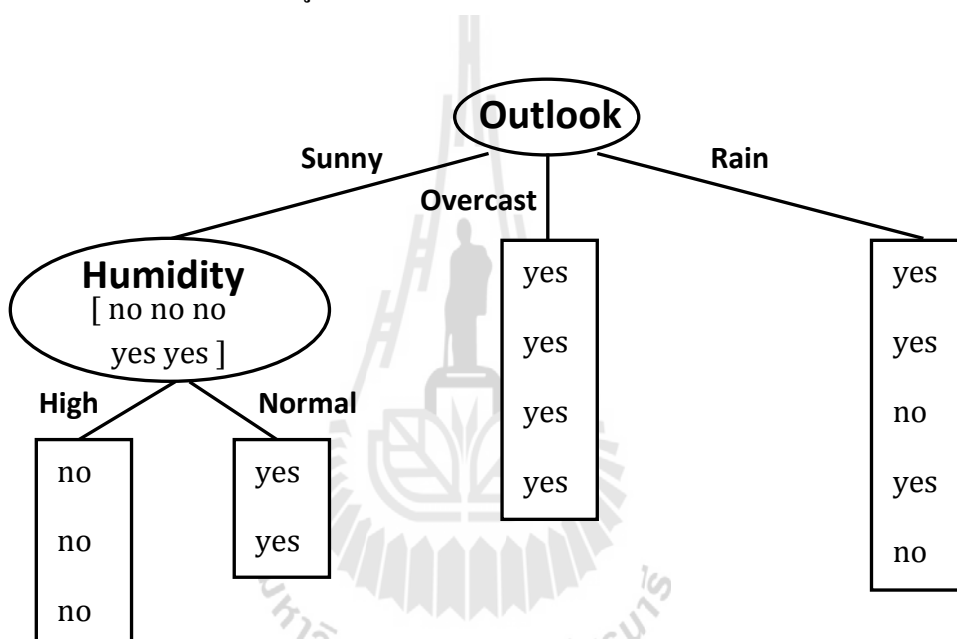 Outlook
Sunny
Rain
Overcast
Humidity
[ no no no
yes yes ]
yes
yes
yes
yes
yes
yes
no
yes
no
High
Normal
no
no
no
yes
yes